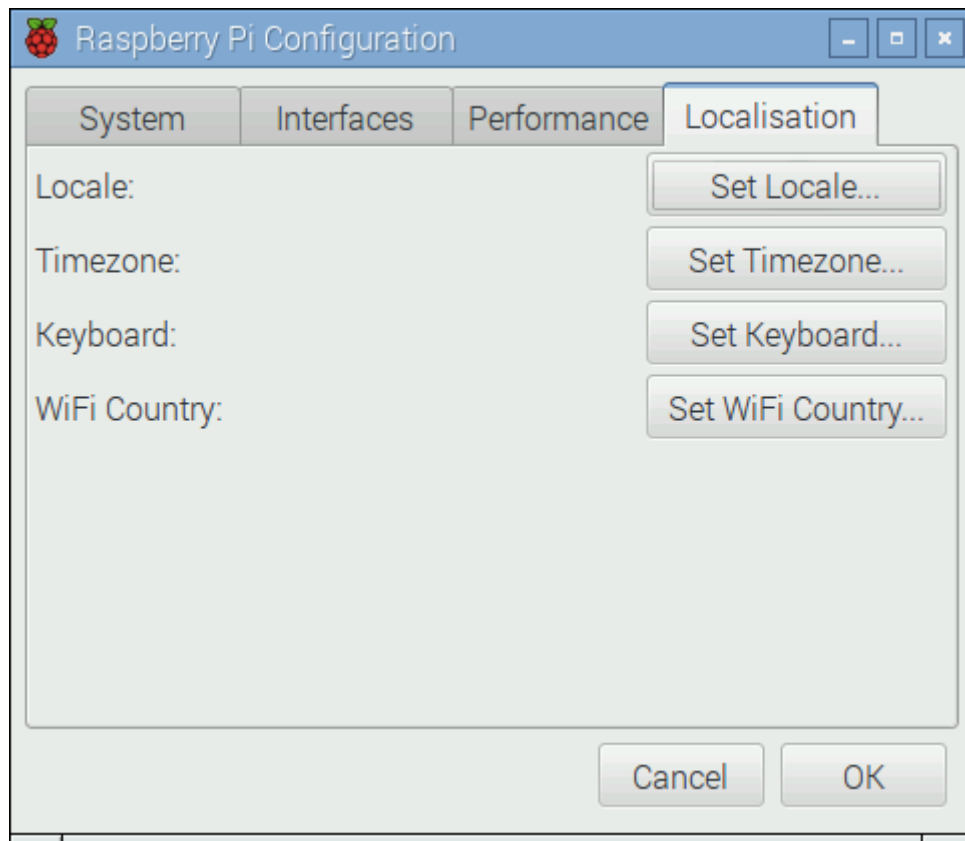 Raspberry Pi Configuration
System Interfaces Performance Localisation
Locale: Set Locale...
Timezone: Set Timezone...
Keyboard: Set Keyboard...
WiFi Country: Set WiFi Country...
Cancel OK